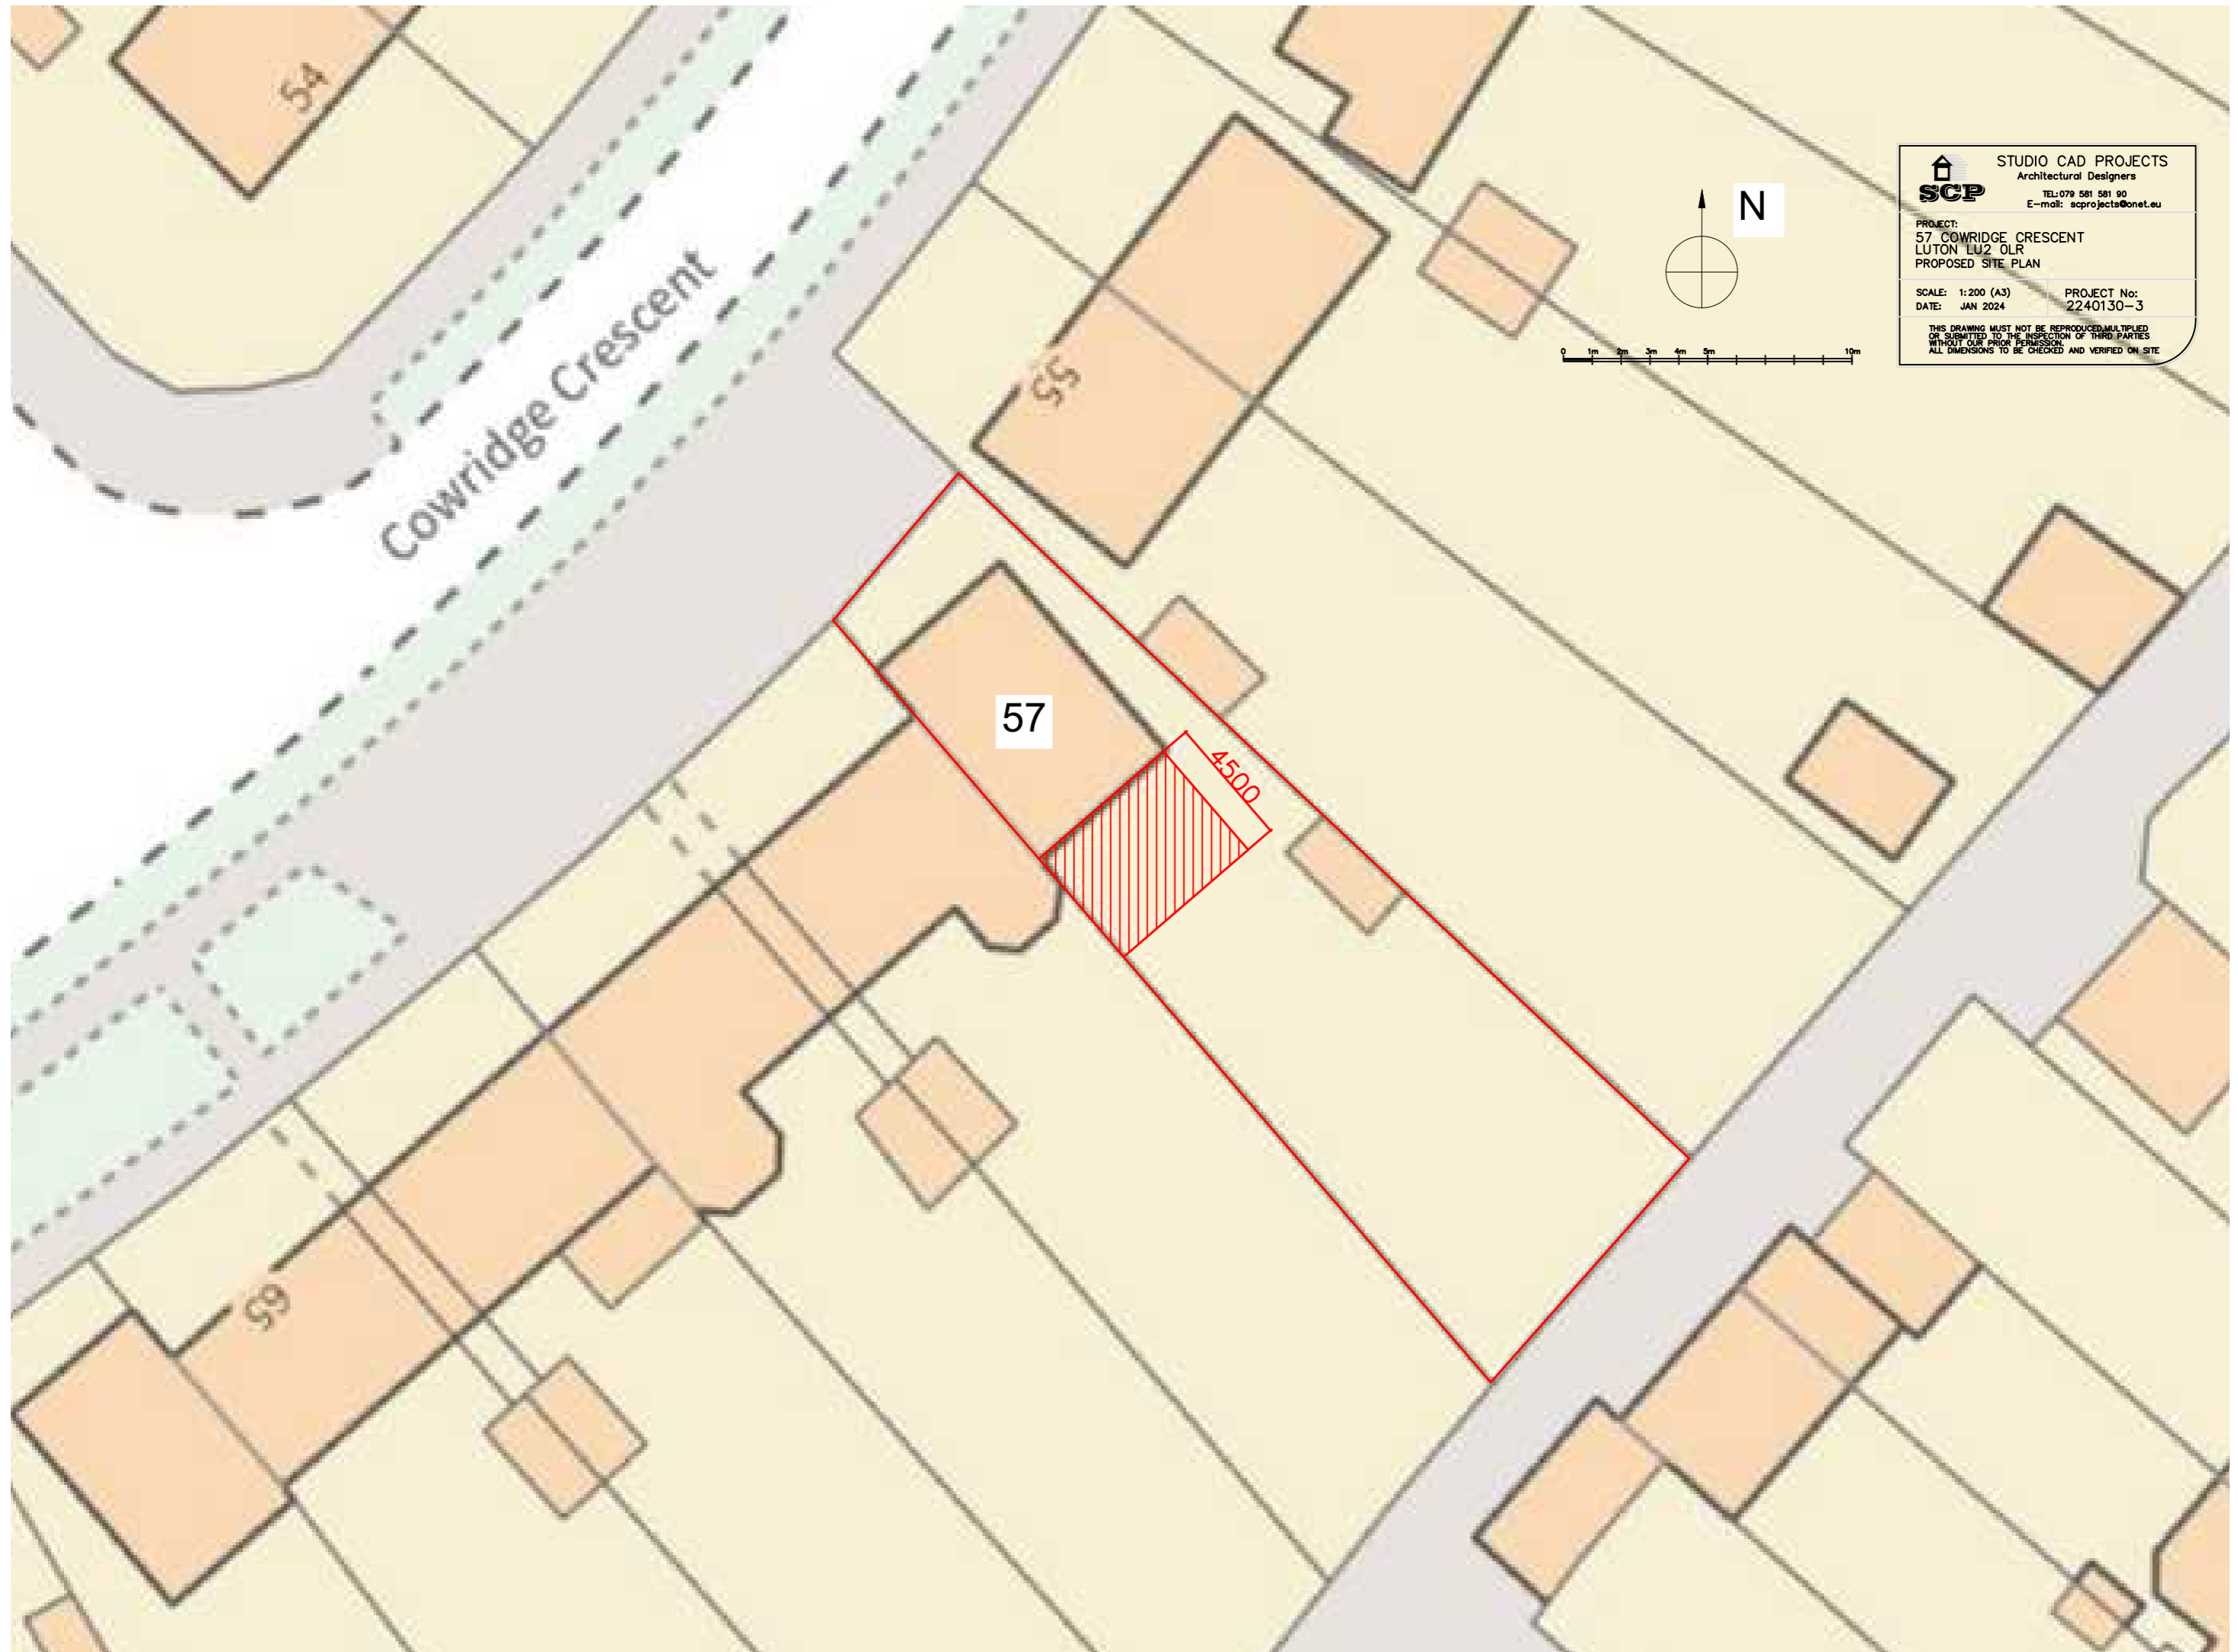 54
Cowridge Crescent
55
57
4500
65
N
0 1m 2m 3m 4m 5m 10m
SCP
STUDIO CAD PROJECTS
Architectural Designers
TEL:079 581 581 90
E-mail: scprojects@onet.eu
PROJECT:
57 COWRIDGE CRESCENT
LUTON LU2 0LR
PROPOSED SITE PLAN
SCALE: 1:200 (A3)
PROJECT No:
DATE: JAN 2024
2240130-3
THIS DRAWING MUST NOT BE REPRODUCED,MULTIPLIED
OR SUBMITTED TO THE INSPECTION OF THIRD PARTIES
WITHOUT OUR PRIOR PERMISSION.
ALL DIMENSIONS TO BE CHECKED AND VERIFIED ON SITE